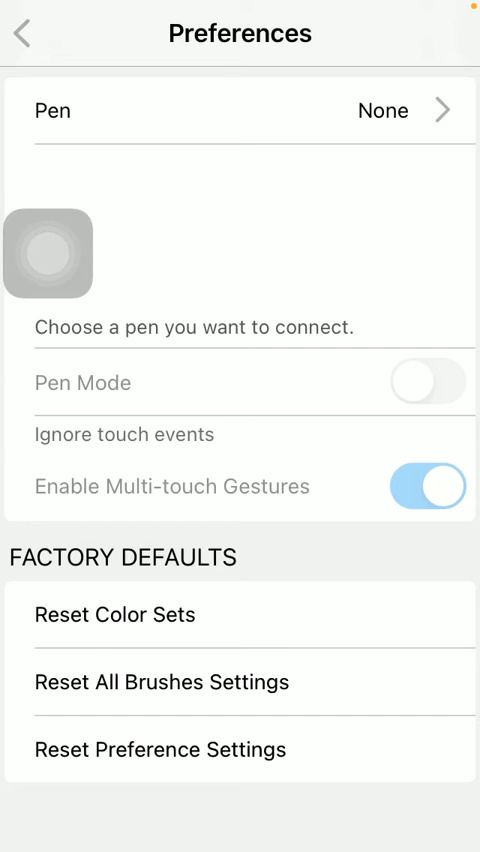 Preferences
Pen None
Choose a pen you want to connect.
Pen Mode
Ignore touch events
Enable Multi-touch Gestures
FACTORY DEFAULTS
Reset Color Sets
Reset All Brushes Settings
Reset Preference Settings